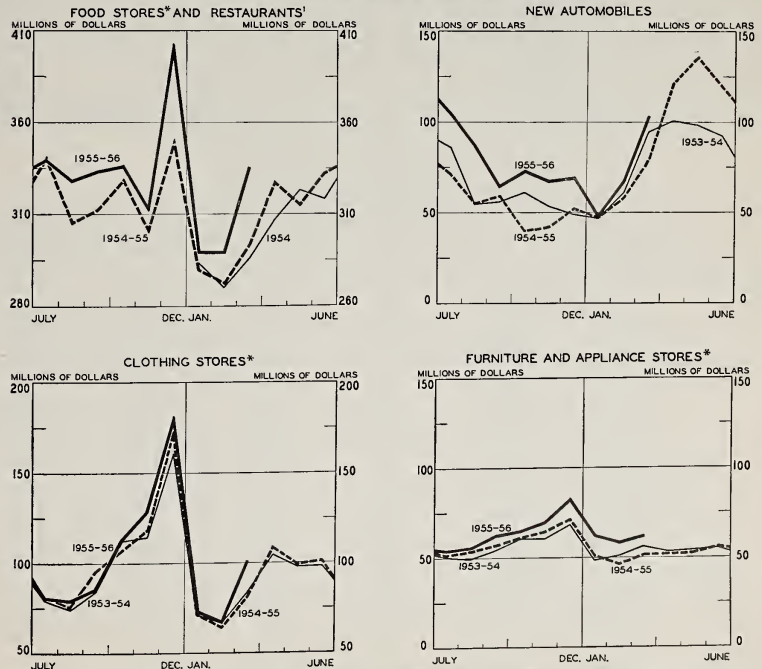 FOOD STORES* AND RESTAURANTS¹
MILLIONS OF DOLLARS MILLIONS OF DOLLARS
410 410
360 360
310 310
280 260
1955-56
1954-55
1954
JULY DEC. JAN. JUNE
NEW AUTOMOBILES
MILLIONS OF DOLLARS MILLIONS OF DOLLARS
150 150
100 100
50 50
0 0
1955-56
1953-54
1954-55
JULY DEC. JAN. JUNE
CLOTHING STORES*
MILLIONS OF DOLLARS MILLIONS OF DOLLARS
200 200
150 150
100 100
50 50
1955-56
1953-54
1954-55
JULY DEC. JAN. JUNE
FURNITURE AND APPLIANCE STORES*
MILLIONS OF DOLLARS MILLIONS OF DOLLARS
150 150
100 100
50 50
0 0
1955-56
1953-54
1954-55
JULY DEC. JAN. JUNE